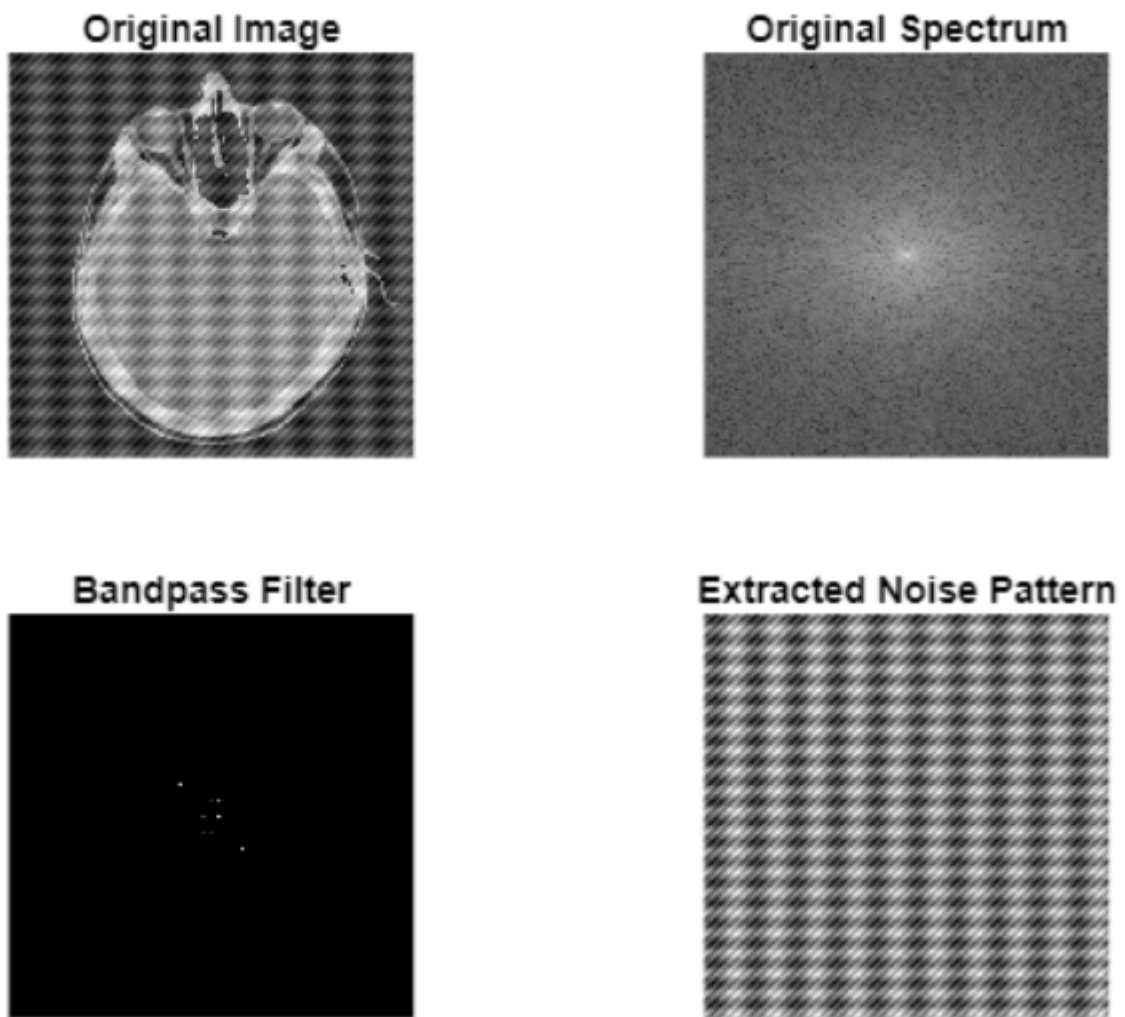 Original Image
Original Spectrum
Bandpass Filter
Extracted Noise Pattern